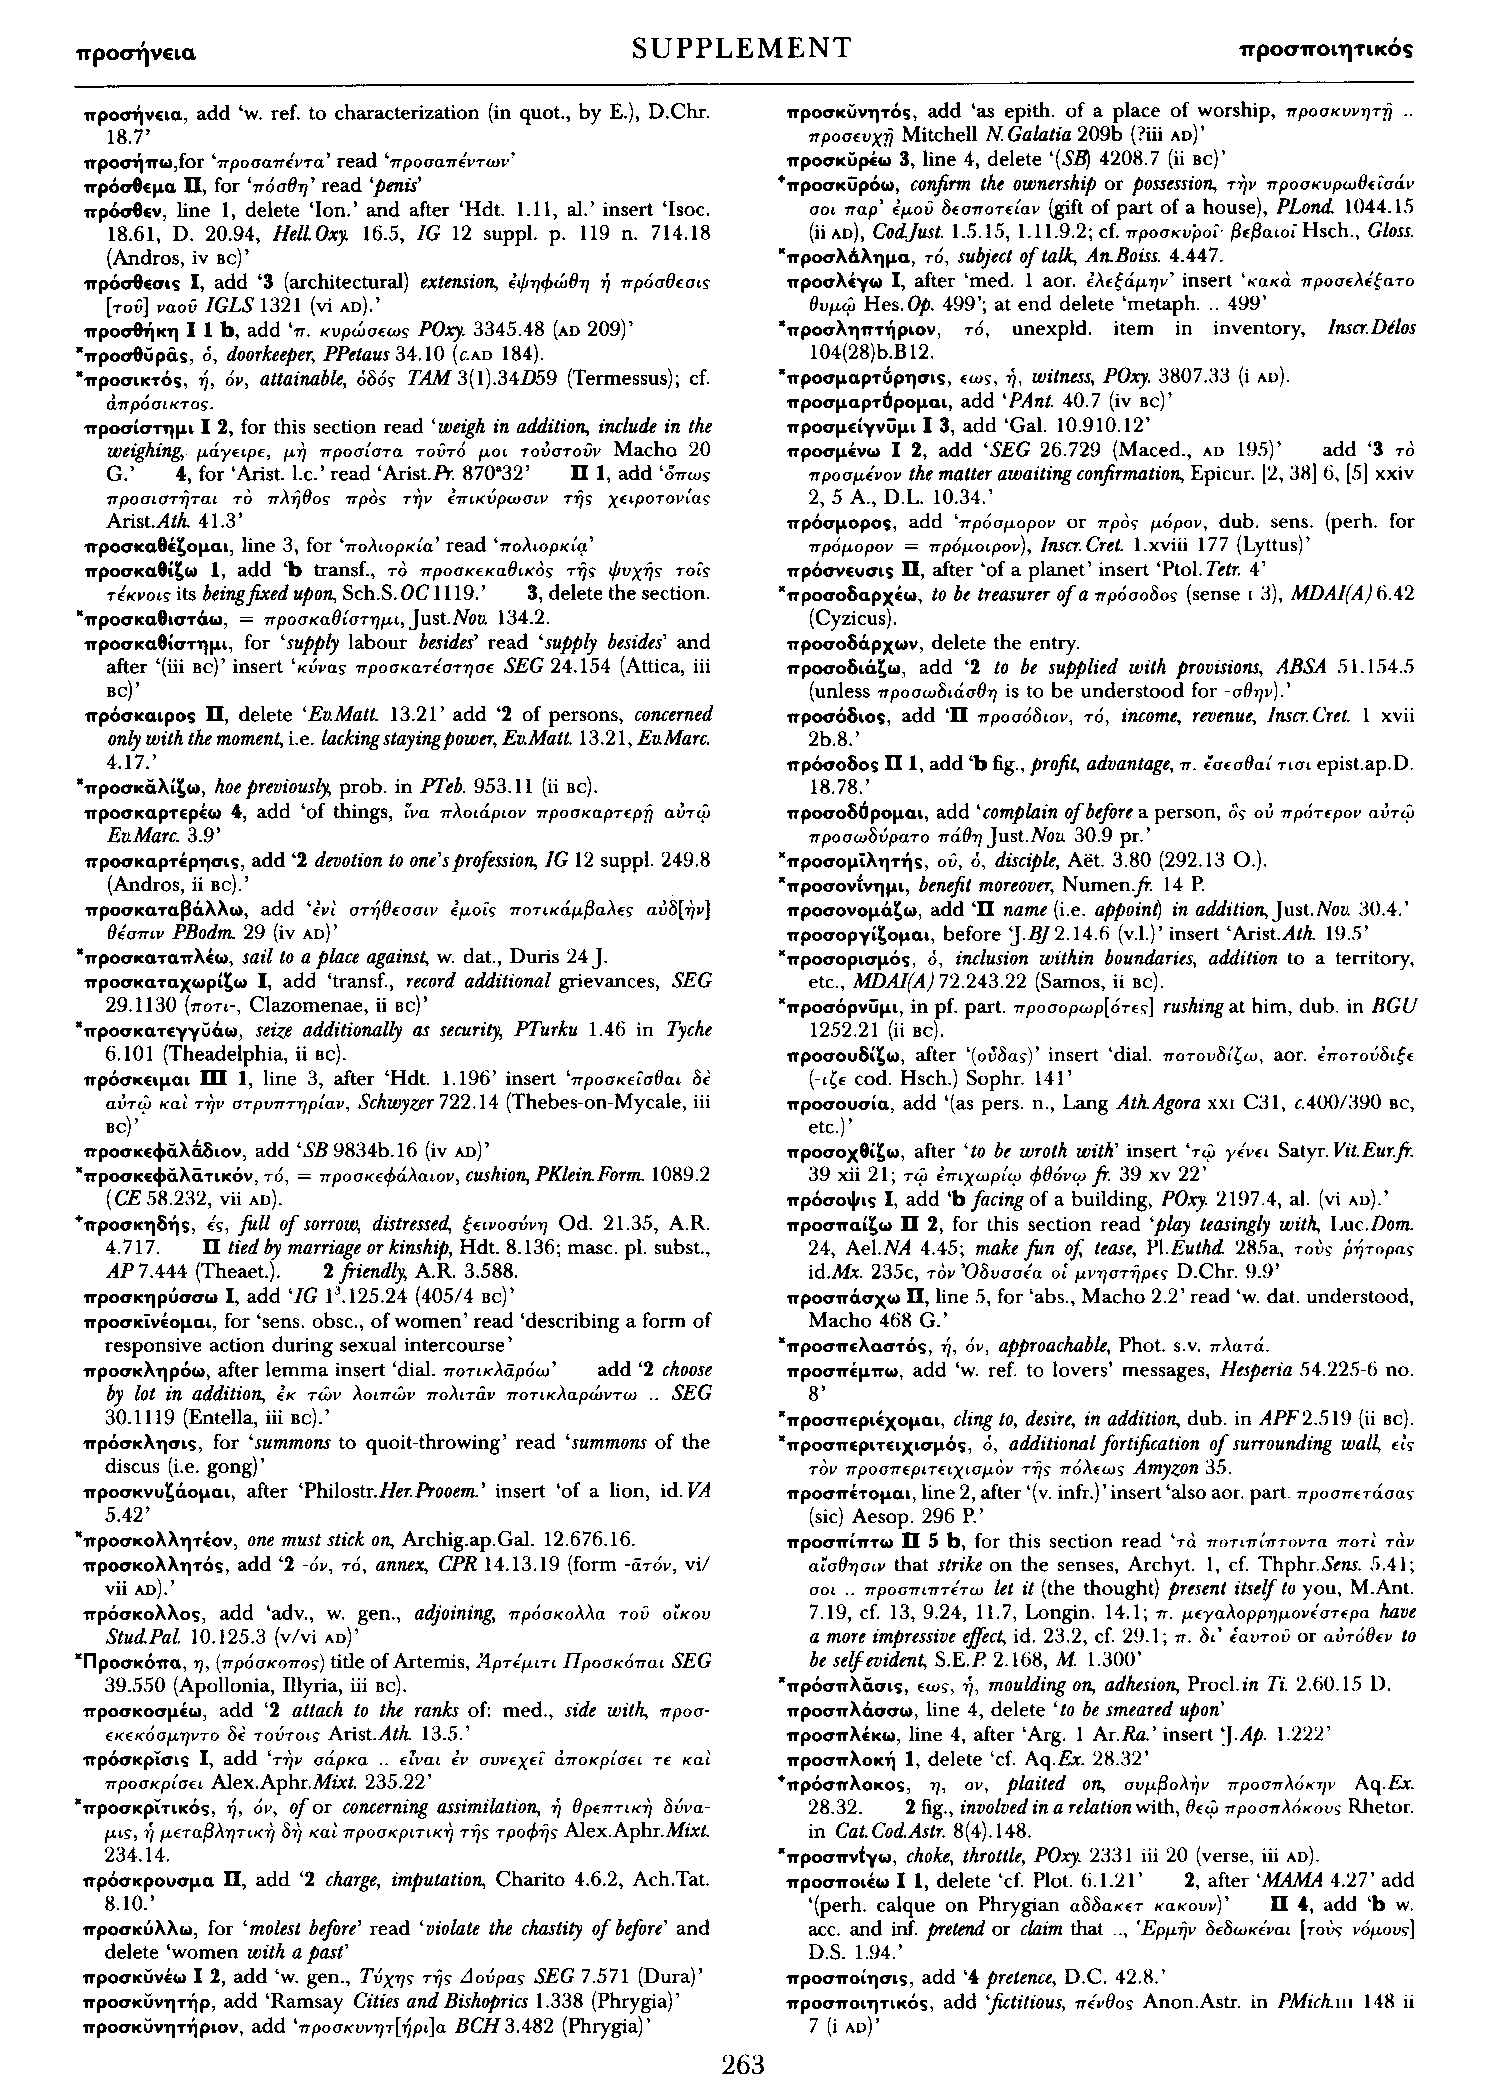 προσήνεια
SUPPLEMENT
προσποιητικός
προσήνεια, add ‘w. ref. to characterization (in quot., by E.), D.Chr.
18.7’
προσήπω,for ‘προσαπέντα’ read ‘προσαπέντων’
πρόσθεμα II, for ‘πόσθη’ read ‘penis’
πρόσθεν, line 1, delete ‘Ion.’ and after ‘Hdt. 1.11, al.’ insert ‘Isoc.
18.61, D. 20.94, Hell.Oxy. 16.5, IG 12 suppl. p. 119 n. 714.18
(Andros, iv BC)’
πρόσθεσις I, add ‘3 (architectural) extension, ἐψηφώθη ἡ πρόσθεσις
[τοῦ] ναοῦ IGLS 1321 (vi AD).’
προσθήκη I 1 b, add ‘π. κυρώσεως POxy. 3345.48 (AD 209)’
*προσθῠρᾶς, ὁ, doorkeeper, PPetaus 34.10 (c.AD 184).
*προσικτός, ή, όν, attainable, ὁδός TAM 3(1).34D59 (Termessus); cf.
ἀπρόσικτος.
προσίστημι I 2, for this section read ‘weigh in addition, include in the
weighing, μάγειρε, μὴ προσίστα τοῦτό μοι τοὐστοῦν Macho 20
G.’ 4, for ‘Arist. l.c.’ read ‘Arist.Pr. 870ᵃ32’ II 1, add ‘ὅπως
προσιστῆται τὸ πλῆθος πρὸς τὴν ἐπικύρωσιν τῆς χειροτονίας
Arist.Ath. 41.3’
προσκαθέζομαι, line 3, for ‘πολιορκία’ read ‘πολιορκίᾳ’
προσκαθίζω 1, add ‘b transf., τὸ προσκεκαθικὸς τῆς ψυχῆς τοῖς
τέκνοις its being fixed upon, Sch.S.OC 1119.’ 3, delete the section.
*προσκαθιστάω, = προσκαθίστημι, Just.Nov. 134.2.
προσκαθίστημι, for ‘supply labour besides’ read ‘supply besides’ and
after ‘(iii BC)’ insert ‘κύνας προσκατέστησε SEG 24.154 (Attica, iii
BC)’
πρόσκαιρος II, delete ‘Ev.Matt. 13.21’ add ‘2 of persons, concerned
only with the moment, i.e. lacking staying power, Ev.Matt. 13.21, Ev.Marc.
4.17.’
*προσκᾰλίζω, hoe previously, prob. in PTeb. 953.11 (ii BC).
προσκαρτερέω 4, add ‘of things, ἵνα πλοιάριον προσκαρτερῇ αὐτῷ
Ev.Marc. 3.9’
προσκαρτέρησις, add ‘2 devotion to one's profession, IG 12 suppl. 249.8
(Andros, ii BC).’
προσκαταβάλλω, add ‘ἐνὶ στήθεσσιν ἐμοῖς ποτικάμβαλες αὐδ[ὴν]
θέσπιν PBodm. 29 (iv AD)’
*προσκαταπλέω, sail to a place against, w. dat., Duris 24 J.
προσκαταχωρίζω I, add ‘transf., record additional grievances, SEG
29.1130 (ποτι-, Clazomenae, ii BC)’
*προσκατεγγῠάω, seize additionally as security, PTurku 1.46 in Tyche
6.101 (Theadelphia, ii BC).
πρόσκειμαι III 1, line 3, after ‘Hdt. 1.196’ insert ‘προσκεῖσθαι δὲ
αὐτῷ καὶ τὴν στρυπτηρίαν, Schwyzer 722.14 (Thebes-on-Mycale, iii
BC)’
προσκεφᾰλάδιον, add ‘SB 9834b.16 (iv AD)’
*προσκεφᾰλᾱτικόν, τό, = προσκεφάλαιον, cushion, PKlein.Form. 1089.2
(CE 58.232, vii AD).
⁺προσκηδής, ές, full of sorrow, distressed, ξεινοσύνη Od. 21.35, A.R.
4.717. II tied by marriage or kinship, Hdt. 8.136; masc. pl. subst.,
AP 7.444 (Theaet.). 2 friendly, A.R. 3.588.
προσκηρύσσω I, add ‘IG 1³.125.24 (405/4 BC)’
προσκῑνέομαι, for ‘sens. obsc., of women’ read ‘describing a form of
responsive action during sexual intercourse’
προσκληρόω, after lemma insert ‘dial. ποτικλᾱρόω’ add ‘2 choose
by lot in addition, ἐκ τῶν λοιπῶν πολιτᾶν ποτικλαρώντω .. SEG
30.1119 (Entella, iii BC).’
πρόσκλησις, for ‘summons to quoit-throwing’ read ‘summons of the
discus (i.e. gong)’
προσκνυζάομαι, after ‘Philostr.Her.Prooem.’ insert ‘of a lion, id.VA
5.42’
*προσκολλητέον, one must stick on, Archig.ap.Gal. 12.676.16.
προσκολλητός, add ‘2 -όν, τό, annex, CPR 14.13.19 (form -ᾱτόν, vi/
vii AD).’
πρόσκολλος, add ‘adv., w. gen., adjoining, πρόσκολλα τοῦ οἴκου
Stud.Pal. 10.125.3 (v/vi AD)’
*Προσκόπα, η, (πρόσκοπος) title of Artemis, Ἀρτέμιτι Προσκόπαι SEG
39.550 (Apollonia, Illyria, iii BC).
προσκοσμέω, add ‘2 attach to the ranks of: med., side with, προσ-
εκεκόσμηντο δὲ τούτοις Arist.Ath. 13.5.’
πρόσκρῐσις I, add ‘τὴν σάρκα .. εἶναι ἐν συνεχεῖ ἀποκρίσει τε καὶ
προσκρίσει Alex.Aphr.Mixt. 235.22’
*προσκρῐτικός, ή, όν, of or concerning assimilation, ἡ θρεπτικὴ δύνα-
μις, ἡ μεταβλητικὴ δὴ καὶ προσκριτικὴ τῆς τροφῆς Alex.Aphr.Mixt.
234.14.
πρόσκρουσμα II, add ‘2 charge, imputation, Charito 4.6.2, Ach.Tat.
8.10.’
προσκύλλω, for ‘molest before’ read ‘violate the chastity of before’ and
delete ‘women with a past’
προσκῠνέω I 2, add ‘w. gen., Τύχης τῆς Δούρας SEG 7.571 (Dura)’
προσκῠνητήρ, add ‘Ramsay Cities and Bishoprics 1.338 (Phrygia)’
προσκῠνητήριον, add ‘προσκυνητ[ήρι]α BCH 3.482 (Phrygia)’
προσκῠνητός, add ‘as epith. of a place of worship, προσκυνητῇ ..
προσευχῇ Mitchell N.Galatia 209b (?iii AD)’
προσκῠρέω 3, line 4, delete ‘(SB) 4208.7 (ii BC)’
⁺προσκῡρόω, confirm the ownership or possession, τὴν προσκυρωθεῖσάν
σοι παρ’ ἐμοῦ δεσποτείαν (gift of part of a house), PLond. 1044.15
(ii AD), Cod.Just. 1.5.15, 1.11.9.2; cf. προσκυροῖ· βεβαιοῖ Hsch., Gloss.
*προσλάλημα, τό, subject of talk, An.Boiss. 4.447.
προσλέγω I, after ‘med. 1 aor. ἐλεξάμην’ insert ‘κακὰ προσελέξατο
θυμῷ Hes.Op. 499’; at end delete ‘metaph. .. 499’
*προσληπτήριον, τό, unexpld. item in inventory, Inscr.Délos
104(28)b.B12.
*προσμαρτύρησις, εως, ἡ, witness, POxy. 3807.33 (i AD).
προσμαρτύρομαι, add ‘PAnt. 40.7 (iv BC)’
προσμείγνῡμι I 3, add ‘Gal. 10.910.12’
προσμένω I 2, add ‘SEG 26.729 (Maced., AD 195)’ add ‘3 τὸ
προσμένον the matter awaiting confirmation, Epicur. [2, 38] 6, [5] xxiv
2, 5 A., D.L. 10.34.’
πρόσμορος, add ‘πρόσμορον or πρὸς μόρον, dub. sens. (perh. for
πρόμορον = πρόμοιρον), Inscr.Cret. 1.xviii 177 (Lyttus)’
πρόσνευσις II, after ‘of a planet’ insert ‘Ptol.Tetr. 4’
*προσοδαρχέω, to be treasurer of a πρόσοδος (sense I 3), MDAI(A) 6.42
(Cyzicus).
προσοδάρχων, delete the entry.
προσοδιάζω, add ‘2 to be supplied with provisions, ABSA 51.154.5
(unless προσωδιάσθη is to be understood for -σθην).’
προσόδιος, add ‘II προσόδιον, τό, income, revenue, Inscr.Cret. 1 xvii
2b.8.’
πρόσοδος II 1, add ‘b fig., profit, advantage, π. ἔσεσθαί τισι epist.ap.D.
18.78.’
προσοδύρομαι, add ‘complain of before a person, ὃς οὐ πρότερον αὐτῷ
προσωδύρατο πάθη Just.Nov. 30.9 pr.’
*προσομῑλητής, οῦ, ὁ, disciple, Aët. 3.80 (292.13 O.).
*προσονίνημι, benefit moreover, Numen.fr. 14 P.
προσονομάζω, add ‘II name (i.e. appoint) in addition, Just.Nov. 30.4.’
προσοργίζομαι, before ‘J.BJ 2.14.6 (v.l.)’ insert ‘Arist.Ath. 19.5’
*προσορισμός, ὁ, inclusion within boundaries, addition to a territory,
etc., MDAI(A) 72.243.22 (Samos, ii BC).
*προσόρνῡμι, in pf. part. προσορωρ[ότες] rushing at him, dub. in BGU
1252.21 (ii BC).
προσουδίζω, after ‘(οὖδας)’ insert ‘dial. ποτουδίζω, aor. ἐποτούδιξε
(-ιζε cod. Hsch.) Sophr. 141’
προσουσία, add ‘(as pers. n., Lang Ath.Agora XXI C31, c.400/390 BC,
etc.)’
προσοχθίζω, after ‘to be wroth with’ insert ‘τῷ γένει Satyr.Vit.Eur.fr.
39 xii 21; τῷ ἐπιχωρίῳ φθόνῳ fr. 39 xv 22’
πρόσοψις I, add ‘b facing of a building, POxy. 2197.4, al. (vi AD).’
προσπαίζω II 2, for this section read ‘play teasingly with, Luc.Dom.
24, Ael.NA 4.45; make fun of, tease, Pl.Euthd. 285a, τοὺς ῥήτορας
id.Mx. 235c, τὸν Ὀδυσσέα οἱ μνηστῆρες D.Chr. 9.9’
προσπάσχω II, line 5, for ‘abs., Macho 2.2’ read ‘w. dat. understood,
Macho 468 G.’
*προσπελαστός, ή, όν, approachable, Phot. s.v. πλατά.
προσπέμπω, add ‘w. ref. to lovers’ messages, Hesperia 54.225-6 no.
8’
*προσπεριέχομαι, cling to, desire, in addition, dub. in APF 2.519 (ii BC).
*προσπεριτειχισμός, ὁ, additional fortification of surrounding wall, εἰς
τὸν προσπεριτειχισμὸν τῆς πόλεως Amyzon 35.
προσπέτομαι, line 2, after ‘(v. infr.)’ insert ‘also aor. part. προσπετάσας
(sic) Aesop. 296 P.’
προσπίπτω II 5 b, for this section read ‘τὰ ποτιπίπτοντα ποτὶ τὰν
αἴσθησιν that strike on the senses, Archyt. 1, cf. Thphr.Sens. 5.41;
σοι .. προσπιπτέτω let it (the thought) present itself to you, M.Ant.
7.19, cf. 13, 9.24, 11.7, Longin. 14.1; π. μεγαλορρημονέστερα have
a more impressive effect, id. 23.2, cf. 29.1; π. δι’ ἑαυτοῦ or αὐτόθεν to
be self evident, S.E.P. 2.168, M. 1.300’
*πρόσπλᾰσις, εως, ἡ, moulding on, adhesion, Procl.in Ti. 2.60.15 D.
προσπλάσσω, line 4, delete ‘to be smeared upon’
προσπλέκω, line 4, after ‘Arg. 1 Ar.Ra.’ insert ‘J.Ap. 1.222’
προσπλοκή 1, delete ‘cf. Aq.Ex. 28.32’
⁺πρόσπλοκος, η, ον, plaited on, συμβολὴν προσπλόκην Aq.Ex.
28.32. 2 fig., involved in a relation with, θεῷ προσπλόκους Rhetor.
in Cat.Cod.Astr. 8(4).148.
*προσπνίγω, choke, throttle, POxy. 2331 iii 20 (verse, iii AD).
προσποιέω I 1, delete ‘cf. Plot. 6.1.21’ 2, after ‘MAMA 4.27’ add
‘(perh. calque on Phrygian αδδακετ κακουν)’ II 4, add ‘b w.
acc. and inf. pretend or claim that .., Ἑρμῆν δεδωκέναι [τοὺς νόμους]
D.S. 1.94.’
προσποίησις, add ‘4 pretence, D.C. 42.8.’
προσποιητικός, add ‘fictitious, πένθος Anon.Astr. in PMich.III 148 ii
7 (i AD)’
263